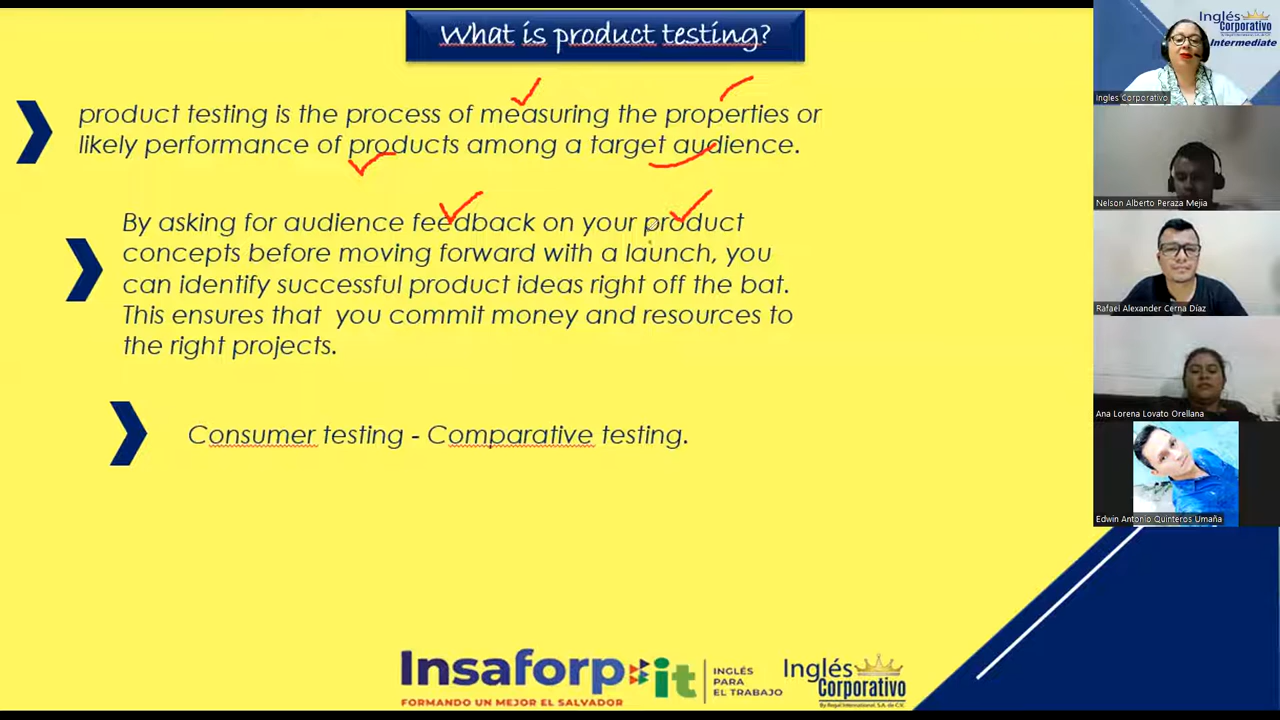 What is product testing?
product testing is the process of measuring the properties or
likely performance of products among a target audience.
By asking for audience feedback on your product
concepts before moving forward with a launch, you
can identify successful product ideas right off the bat.
This ensures that you commit money and resources to
the right projects.
Consumer testing - Comparative testing.
Insaforp
FORMANDO UN MEJOR EL SALVADOR
it
INGLÉS
PARA
EL TRABAJO
Inglés
Corporativo
By Regal International, S.A. de C.V.
Inglés
Corporativo
By Regal International, S.A. de C.V.
Intermediate
Ingles Corporativo
Nelson Alberto Peraza Mejia
Rafael Alexander Cerna Díaz
Ana Lorena Lovato Orellana
Edwin Antonio Quinteros Umaña